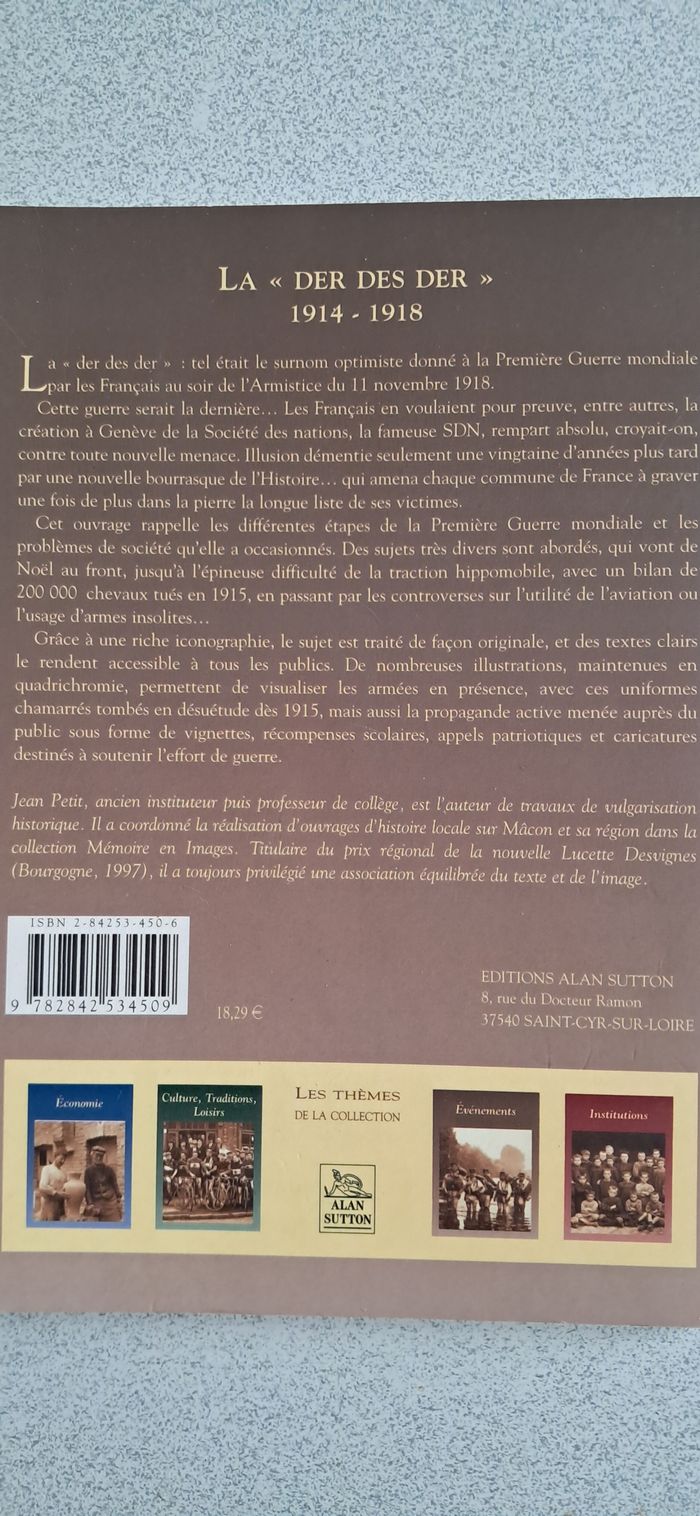 LA « DER DES DER »
1914 - 1918
La « der des der » : tel était le surnom optimiste donné à la Première Guerre mondiale
par les Français au soir de l'Armistice du 11 novembre 1918.
Cette guerre serait la dernière… Les Français en voulaient pour preuve, entre autres, la
création à Genève de la Société des nations, la fameuse SDN, rempart absolu, croyait-on,
contre toute nouvelle menace. Illusion démentie seulement une vingtaine d'années plus tard
par une nouvelle bourrasque de l'Histoire… qui amena chaque commune de France à graver
une fois de plus dans la pierre la longue liste de ses victimes.
Cet ouvrage rappelle les différentes étapes de la Première Guerre mondiale et les
problèmes de société qu'elle a occasionnés. Des sujets très divers sont abordés, qui vont de
Noël au front, jusqu'à l'épineuse difficulté de la traction hippomobile, avec un bilan de
200 000 chevaux tués en 1915, en passant par les controverses sur l'utilité de l'aviation ou
l'usage d'armes insolites…
Grâce à une riche iconographie, le sujet est traité de façon originale, et des textes clairs
le rendent accessible à tous les publics. De nombreuses illustrations, maintenues en
quadrichromie, permettent de visualiser les armées en présence, avec ces uniformes
chamarrés tombés en désuétude dès 1915, mais aussi la propagande active menée auprès du
public sous forme de vignettes, récompenses scolaires, appels patriotiques et caricatures
destinés à soutenir l'effort de guerre.
Jean Petit, ancien instituteur puis professeur de collège, est l'auteur de travaux de vulgarisation
historique. Il a coordonné la réalisation d'ouvrages d'histoire locale sur Mâcon et sa région dans la
collection Mémoire en Images. Titulaire du prix régional de la nouvelle Lucette Desvignes
(Bourgogne, 1997), il a toujours privilégié une association équilibrée du texte et de l'image.
ISBN 2-84253-450-6
9 782842 534509
18,29 €
EDITIONS ALAN SUTTON
8, rue du Docteur Ramon
37540 SAINT-CYR-SUR-LOIRE
Économie
Culture, Traditions,
Loisirs
LES THÈMES
DE LA COLLECTION
ALAN
SUTTON
Événements
Institutions